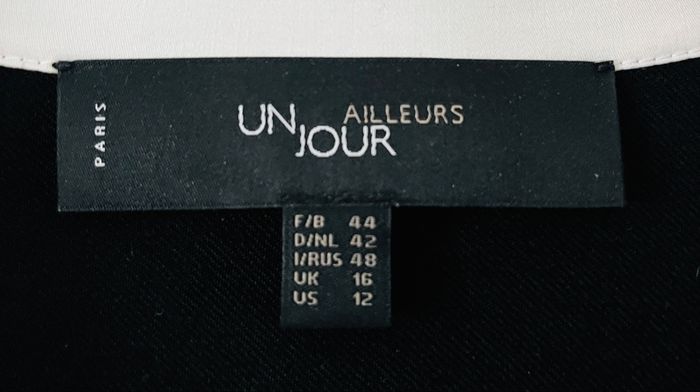 PARIS
UN JOUR AILLEURS
F/B 44
D/NL 42
I/RUS 48
UK 16
US 12